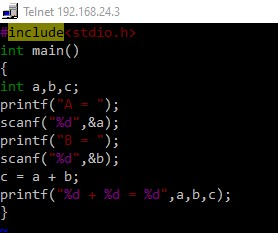 Telnet 192.168.24.3
#include<stdio.h>
int main()
{
int a,b,c;
printf("A = ");
scanf("%d",&a);
printf("B = ");
scanf("%d",&b);
c = a + b;
printf("%d + %d = %d",a,b,c);
}
~